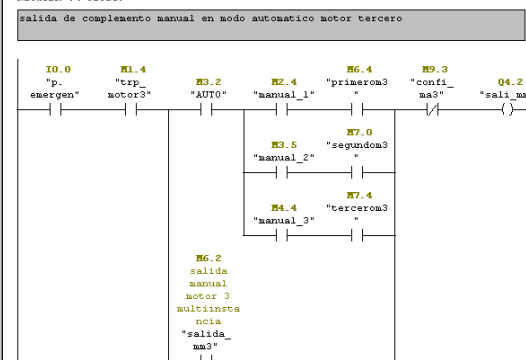 salida de complemento manual en modo automatico motor tercero
I0.0 M1.4 M3.2 M2.4 M6.4 M9.3 Q4.2
"p. emergen" "trp_ motor3" "AUTO" "manual_1" "primerom3 " "confi_ ma3" "sali_mm
M3.5 M7.0
"manual_2" "segundom3 "
M4.4 M7.4
"manual_3" "tercerom3 "
M6.2
salida
manual
motor 3
multiinsta
ncia
"salida_
mm3"